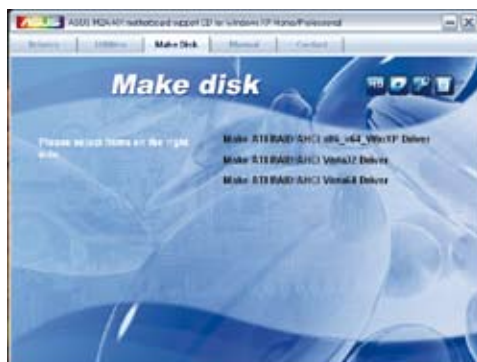 ASUS M2A-MX motherboard support CD for windows XP Home/Professional
Drivers Utilities Make Disk Manual Contact
Make disk
Please select items on the right side.
Make ATI RAID/AHCI x86_x64_WinXP Driver
Make ATI RAID/AHCI Vista32 Driver
Make ATI RAID/AHCI Vista64 Driver